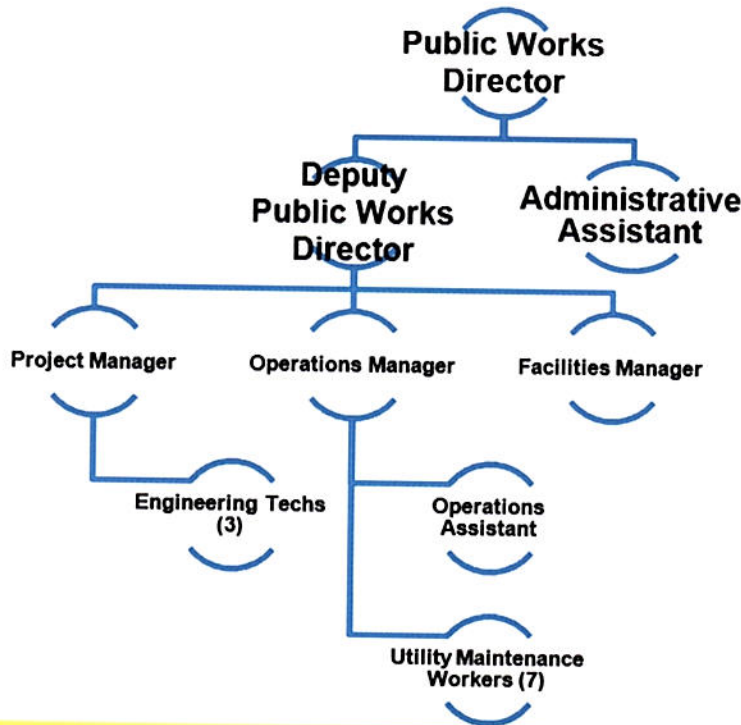 Public Works
Director
Deputy
Public Works
Director
Administrative
Assistant
Project Manager
Operations Manager
Facilities Manager
Engineering Techs
(3)
Operations
Assistant
Utility Maintenance
Workers (7)